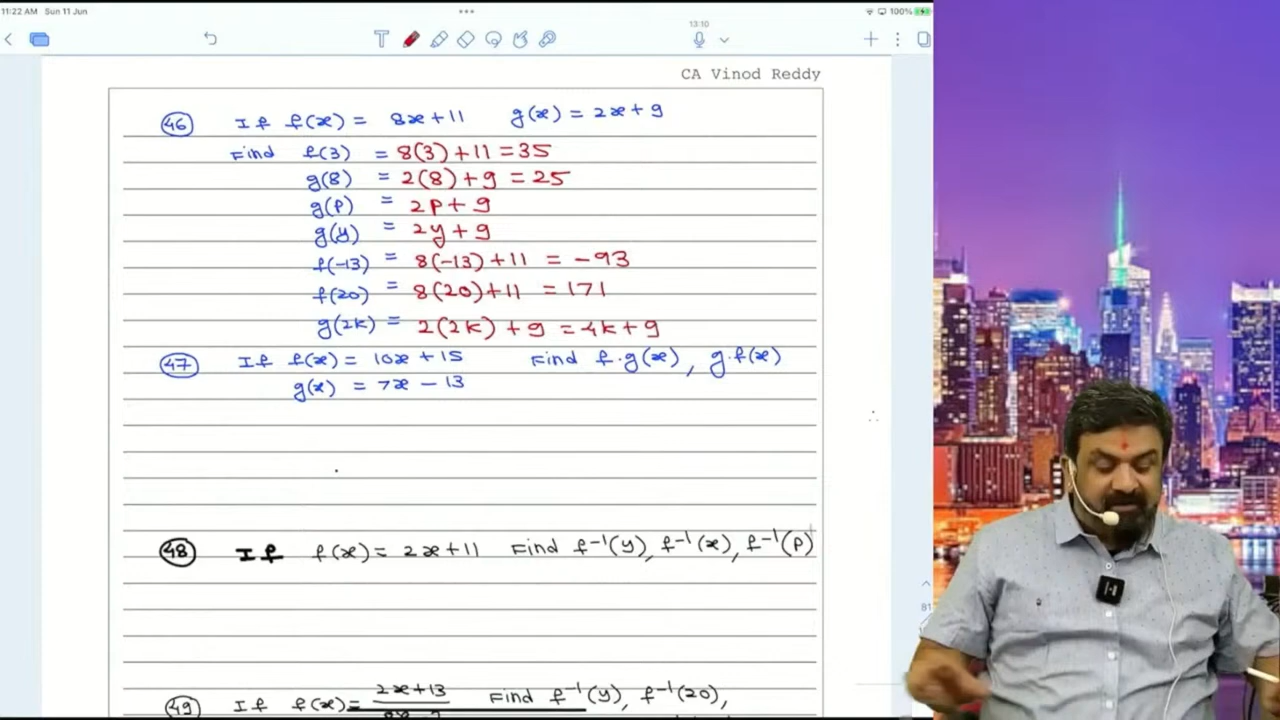 11:22 AM Sun 11 Jun
100%
13:10
T
CA Vinod Reddy
46 If f(x) = 8x+11 g(x) = 2x+9
Find f(3) = 8(3)+11 = 35
g(8) = 2(8)+9 = 25
g(p) = 2p+9
g(y) = 2y+9
f(-13) = 8(-13)+11 = -93
f(20) = 8(20)+11 = 171
g(2k) = 2(2k)+9 = 4k+9
47 If f(x) = 10x+15 Find f·g(x), g·f(x)
g(x) = 7x-13
48 If f(x) = 2x+11 Find f⁻¹(y), f⁻¹(x), f⁻¹(p)
81
2x+13
49 If f(x) = Find f⁻¹(y), f⁻¹(20),